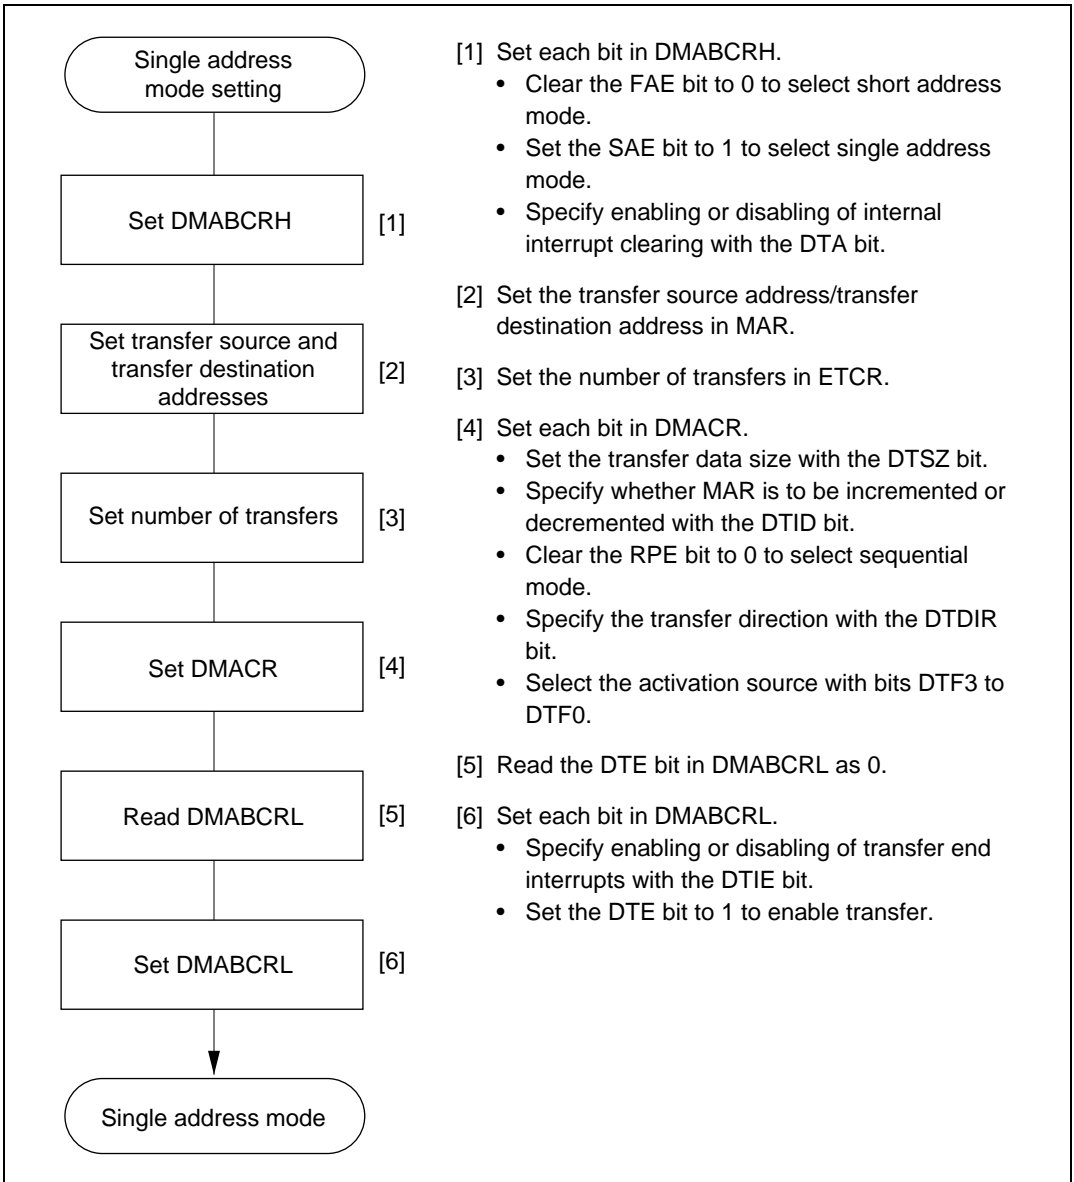 Single address
mode setting
Set DMABCRH
[1]
Set transfer source and
transfer destination
addresses
[2]
Set number of transfers
[3]
Set DMACR
[4]
Read DMABCRL
[5]
Set DMABCRL
[6]
Single address mode
[1] Set each bit in DMABCRH.
• Clear the FAE bit to 0 to select short address
mode.
• Set the SAE bit to 1 to select single address
mode.
• Specify enabling or disabling of internal
interrupt clearing with the DTA bit.
[2] Set the transfer source address/transfer
destination address in MAR.
[3] Set the number of transfers in ETCR.
[4] Set each bit in DMACR.
• Set the transfer data size with the DTSZ bit.
• Specify whether MAR is to be incremented or
decremented with the DTID bit.
• Clear the RPE bit to 0 to select sequential
mode.
• Specify the transfer direction with the DTDIR
bit.
• Select the activation source with bits DTF3 to
DTF0.
[5] Read the DTE bit in DMABCRL as 0.
[6] Set each bit in DMABCRL.
• Specify enabling or disabling of transfer end
interrupts with the DTIE bit.
• Set the DTE bit to 1 to enable transfer.